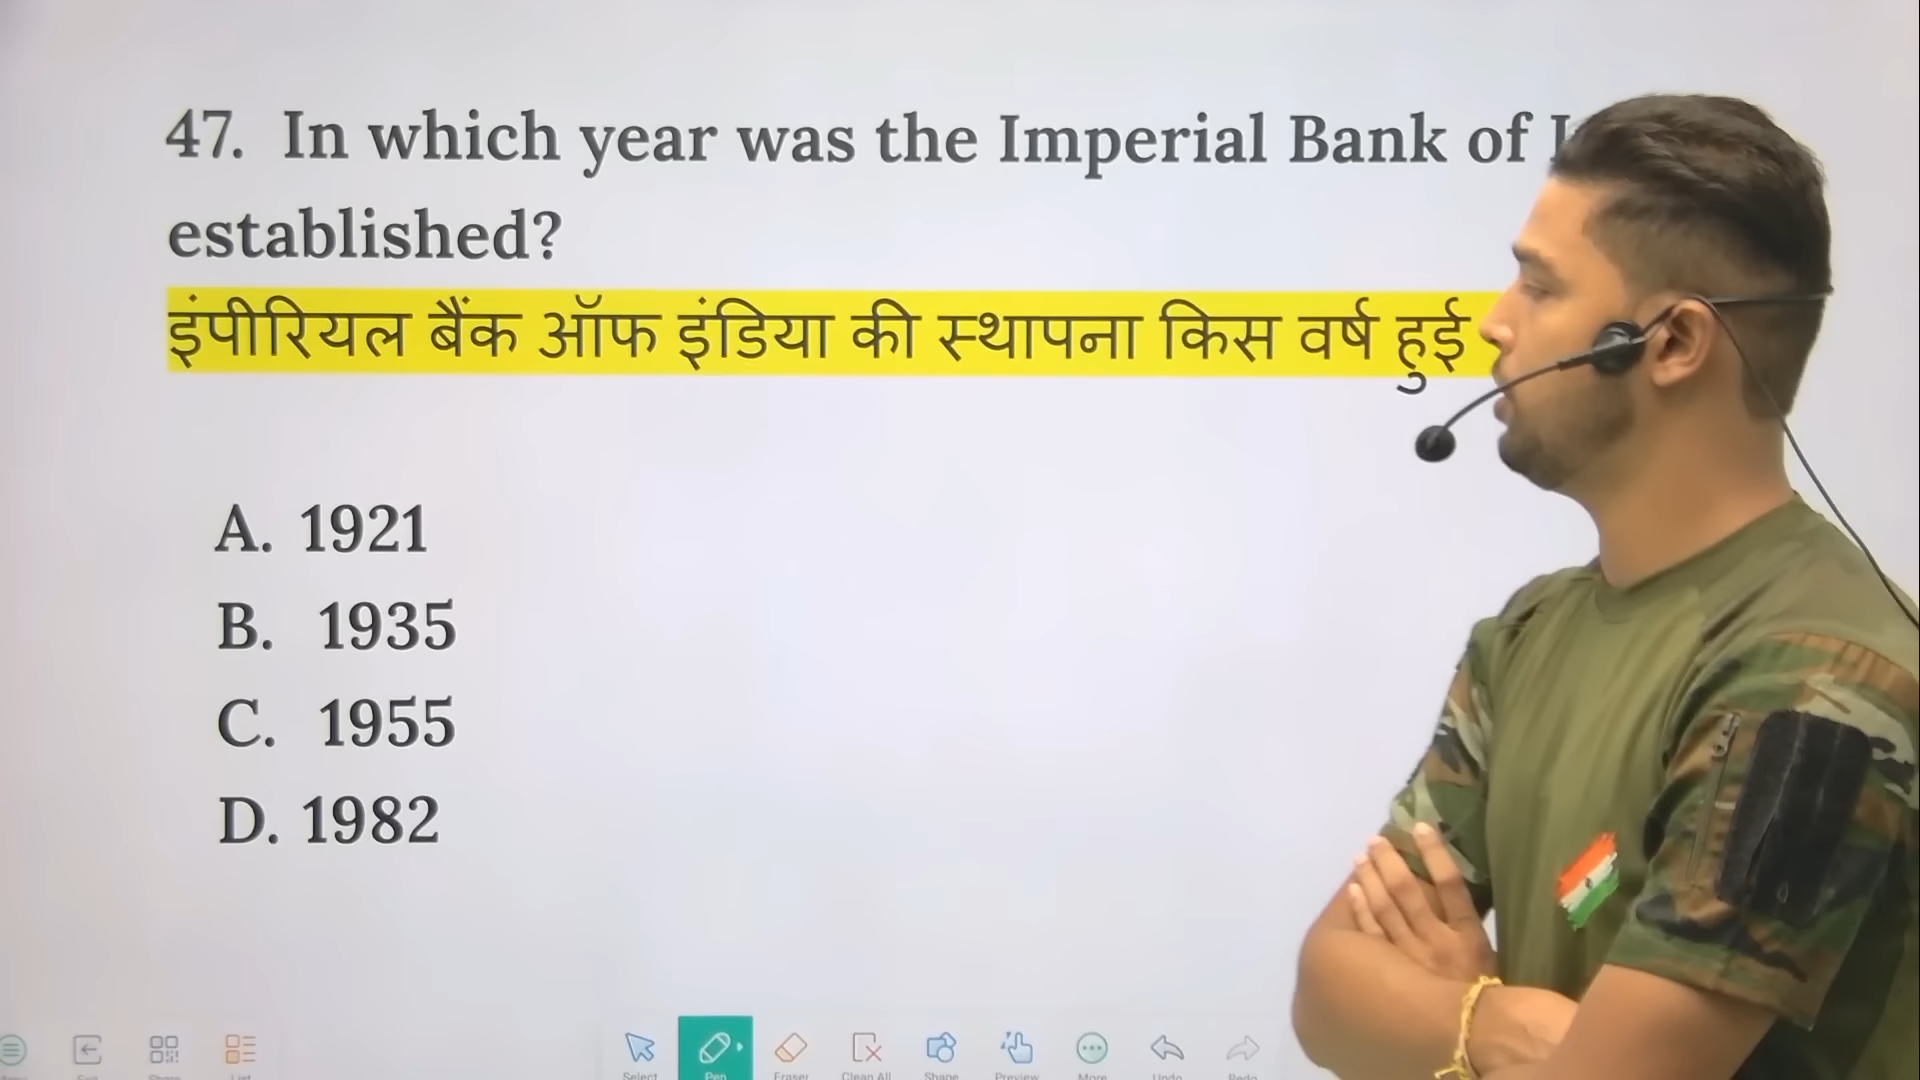 47. In which year was the Imperial Bank of
established?
इंपीरियल बैंक ऑफ इंडिया की स्थापना किस वर्ष हुई
A. 1921
B. 1935
C. 1955
D. 1982
Select Pen Eraser Clean All Shape Preview More Undo Redo